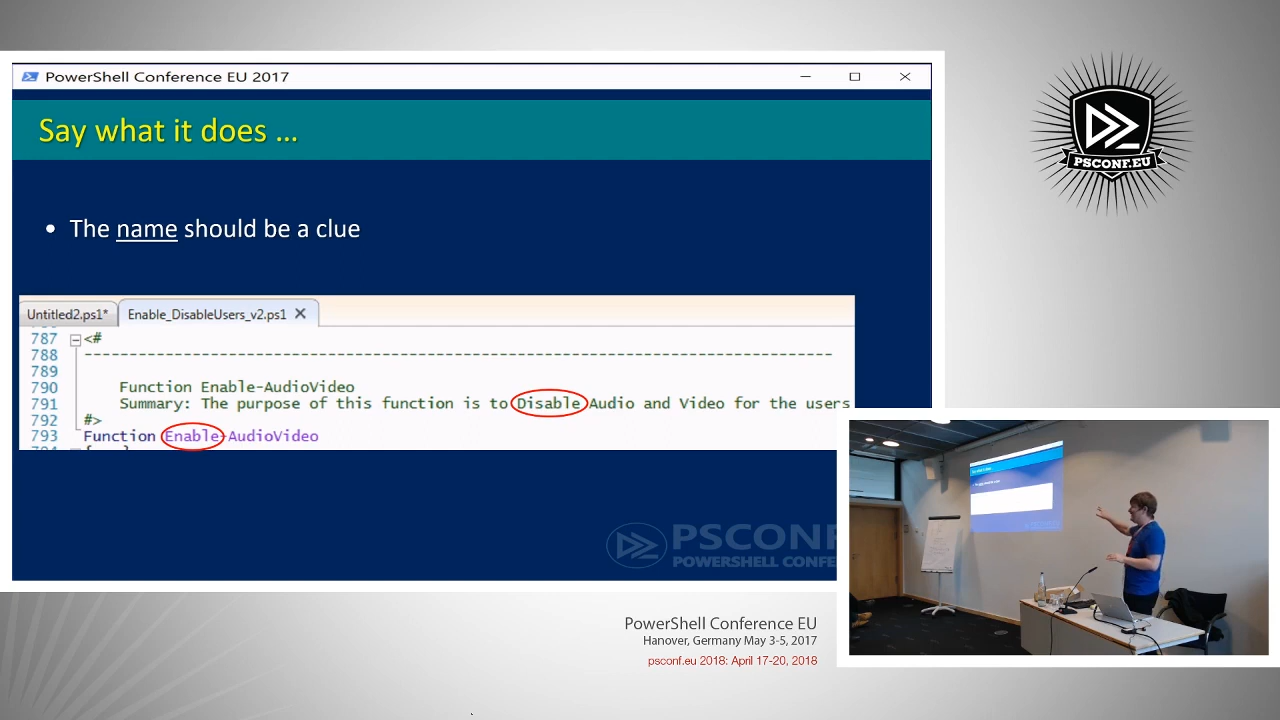 PowerShell Conference EU 2017
Say what it does ...
• The name should be a clue
Untitled2.ps1*
Enable_DisableUsers_v2.ps1
787 <#
788 -----------------------------------------------------------------------------------
789
790 Function Enable-AudioVideo
791 Summary: The purpose of this function is to Disable Audio and Video for the users
792 #>
793 Function Enable-AudioVideo
PSCONF
POWERSHELL CONFE
PSCONF.EU
PowerShell Conference EU
Hanover, Germany May 3-5, 2017
psconf.eu 2018: April 17-20, 2018